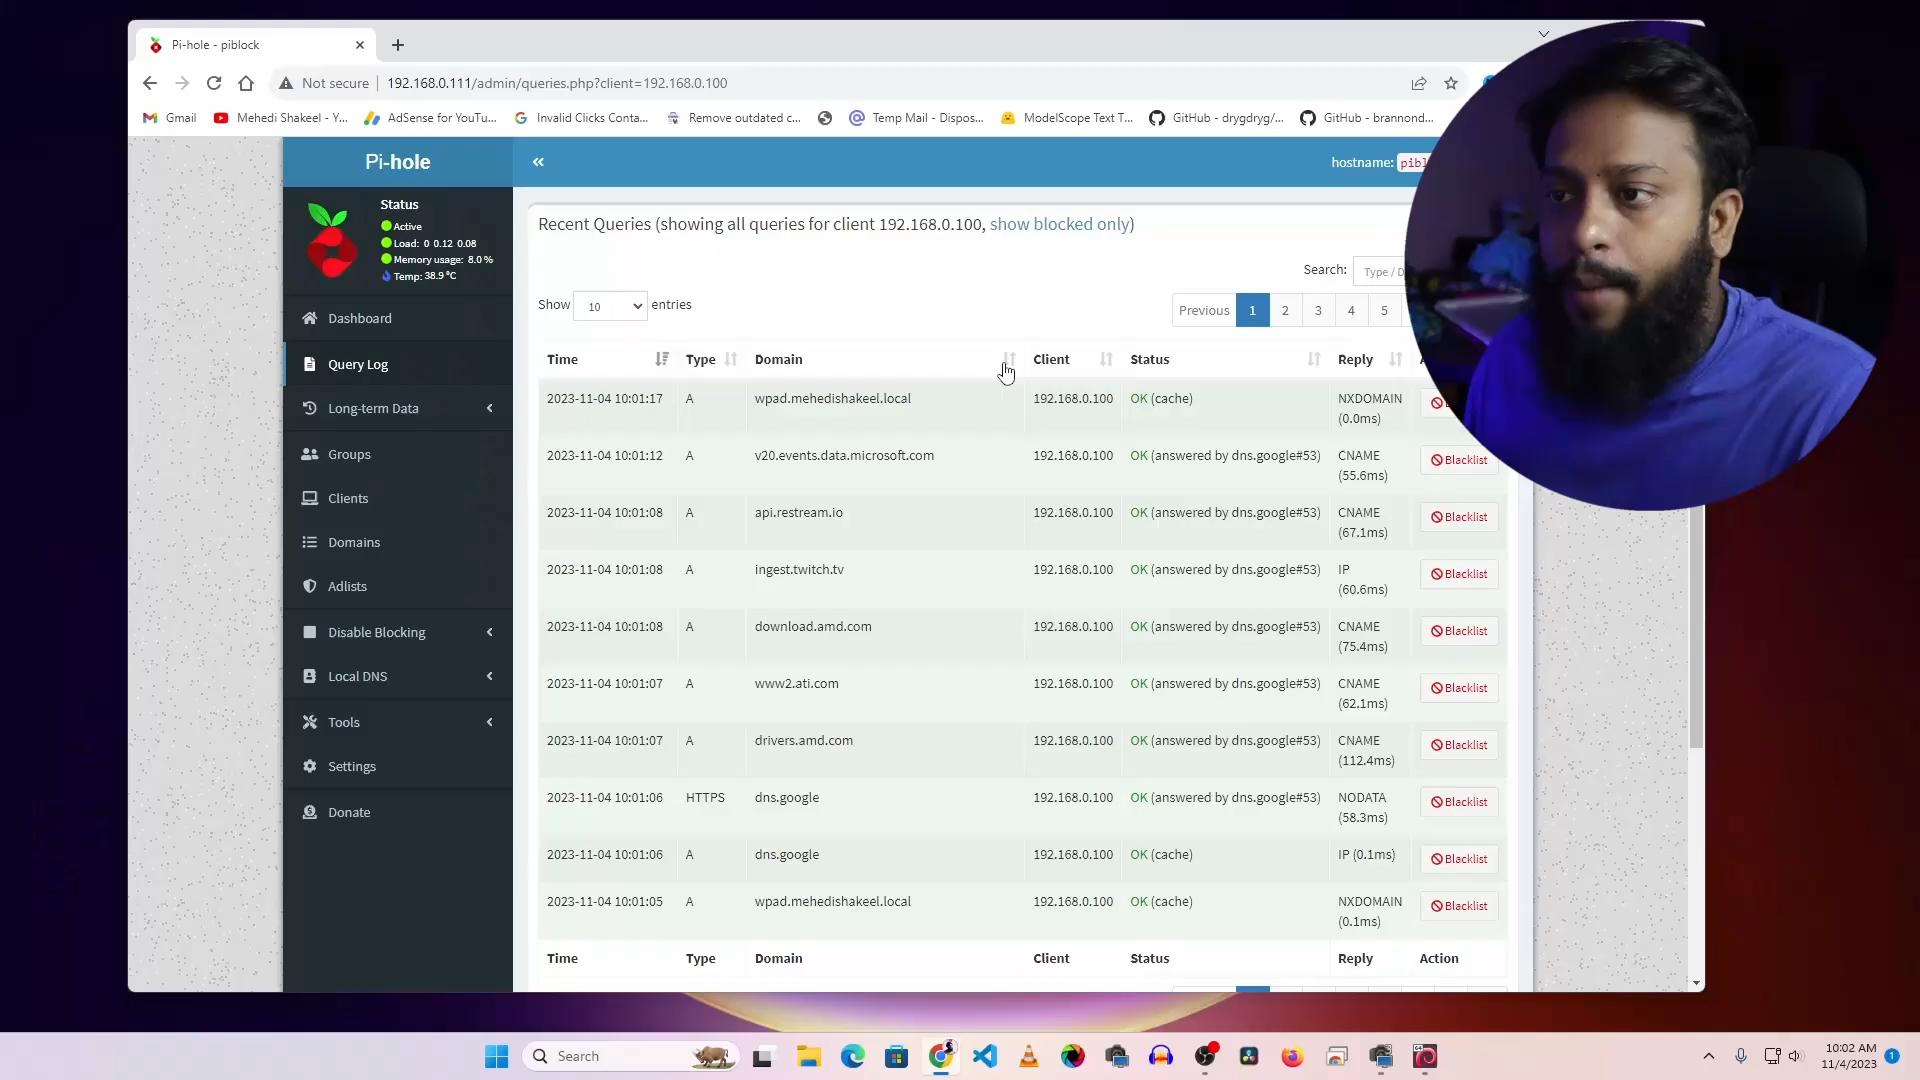 Pi-hole - piblock
Not secure 192.168.0.111/admin/queries.php?client=192.168.0.100
Gmail Mehedi Shakeel - Y... AdSense for YouTu... Invalid Clicks Conta... Remove outdated c... Temp Mail - Dispos... ModelScope Text T... GitHub - drygdryg/... GitHub - brannond...
Pi-hole
hostname:
Status
Active
Load: 0 0.12 0.08
Memory usage: 8.0 %
Temp: 38.9 °C
Dashboard
Query Log
Long-term Data
Groups
Clients
Domains
Adlists
Disable Blocking
Local DNS
Tools
Settings
Donate
Recent Queries (showing all queries for client 192.168.0.100, show blocked only)
Search: Type /
Show 10 entries
Previous 1 2 3 4 5
Time Type Domain Client Status Reply
2023-11-04 10:01:17 A wpad.mehedishakeel.local 192.168.0.100 OK (cache) NXDOMAIN
(0.0ms)
2023-11-04 10:01:12 A v20.events.data.microsoft.com 192.168.0.100 OK (answered by dns.google#53) CNAME Blacklist
(55.6ms)
2023-11-04 10:01:08 A api.restream.io 192.168.0.100 OK (answered by dns.google#53) CNAME Blacklist
(67.1ms)
2023-11-04 10:01:08 A ingest.twitch.tv 192.168.0.100 OK (answered by dns.google#53) IP Blacklist
(60.6ms)
2023-11-04 10:01:08 A download.amd.com 192.168.0.100 OK (answered by dns.google#53) CNAME Blacklist
(75.4ms)
2023-11-04 10:01:07 A www2.ati.com 192.168.0.100 OK (answered by dns.google#53) CNAME Blacklist
(62.1ms)
2023-11-04 10:01:07 A drivers.amd.com 192.168.0.100 OK (answered by dns.google#53) CNAME Blacklist
(112.4ms)
2023-11-04 10:01:06 HTTPS dns.google 192.168.0.100 OK (answered by dns.google#53) NODATA Blacklist
(58.3ms)
2023-11-04 10:01:06 A dns.google 192.168.0.100 OK (cache) IP (0.1ms) Blacklist
2023-11-04 10:01:05 A wpad.mehedishakeel.local 192.168.0.100 OK (cache) NXDOMAIN Blacklist
(0.1ms)
Time Type Domain Client Status Reply Action
Search
10:02 AM
11/4/2023
1